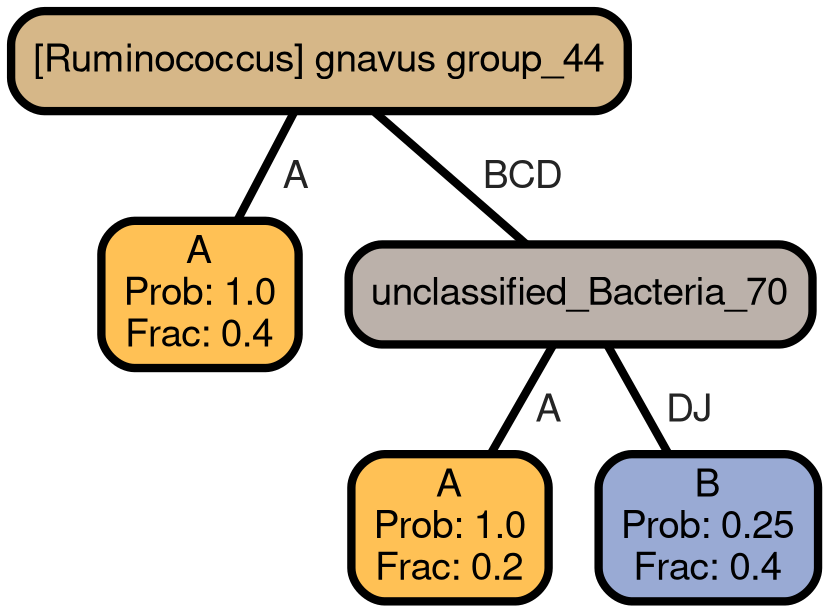 [Ruminococcus] gnavus group_44
A
BCD
A
Prob: 1.0
Frac: 0.4
unclassified_Bacteria_70
A
DJ
A
Prob: 1.0
Frac: 0.2
B
Prob: 0.25
Frac: 0.4